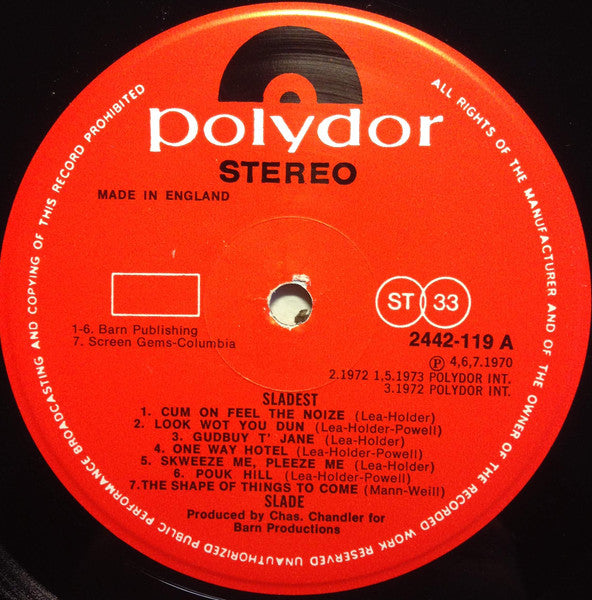 UNAUTHORIZED PUBLIC PERFORMANCE BROADCASTING AND COPYING OF THIS RECORD PROHIBITED
ALL RIGHTS OF THE MANUFACTURER AND OF THE OWNER OF THE RECORDED WORK RESERVED
polydor
STEREO
MADE IN ENGLAND
ST 33
1-6. Barn Publishing
7. Screen Gems-Columbia
2442-119 A
Ⓟ 4,6,7.1970
2.1972 1,5.1973 POLYDOR INT.
3.1972 POLYDOR INT.
SLADEST
1. CUM ON FEEL THE NOIZE (Lea-Holder)
2. LOOK WOT YOU DUN (Lea-Holder-Powell)
3. GUDBUY T' JANE (Lea-Holder)
4. ONE WAY HOTEL (Lea-Holder-Powell)
5. SKWEEZE ME, PLEEZE ME (Lea-Holder)
6. POUK HILL (Lea-Holder-Powell)
7.THE SHAPE OF THINGS TO COME (Mann-Weill)
SLADE
Produced by Chas. Chandler for
Barn Productions